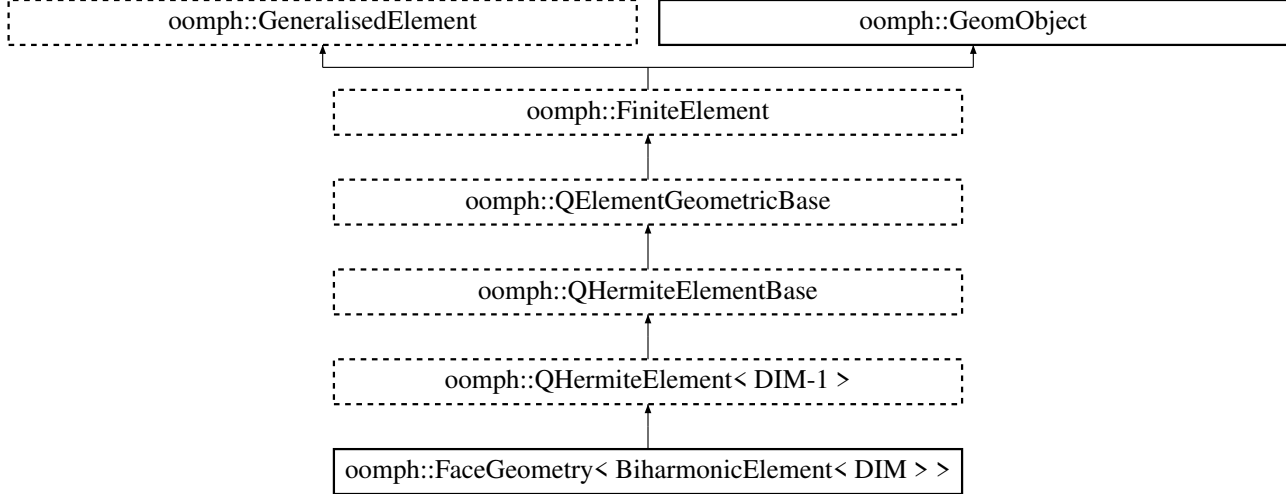 oomph::GeneralisedElement
oomph::GeomObject
oomph::FiniteElement
oomph::QElementGeometricBase
oomph::QHermiteElementBase
oomph::QHermiteElement< DIM-1 >
oomph::FaceGeometry< BiharmonicElement< DIM > >